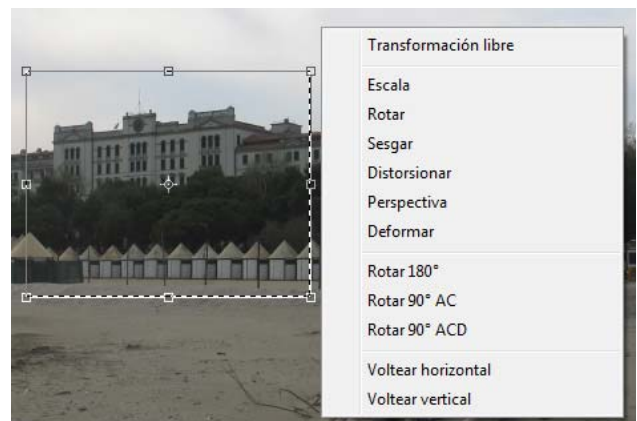 Transformación libre
Escala
Rotar
Sesgar
Distorsionar
Perspectiva
Deformar
Rotar 180°
Rotar 90° AC
Rotar 90° ACD
Voltear horizontal
Voltear vertical